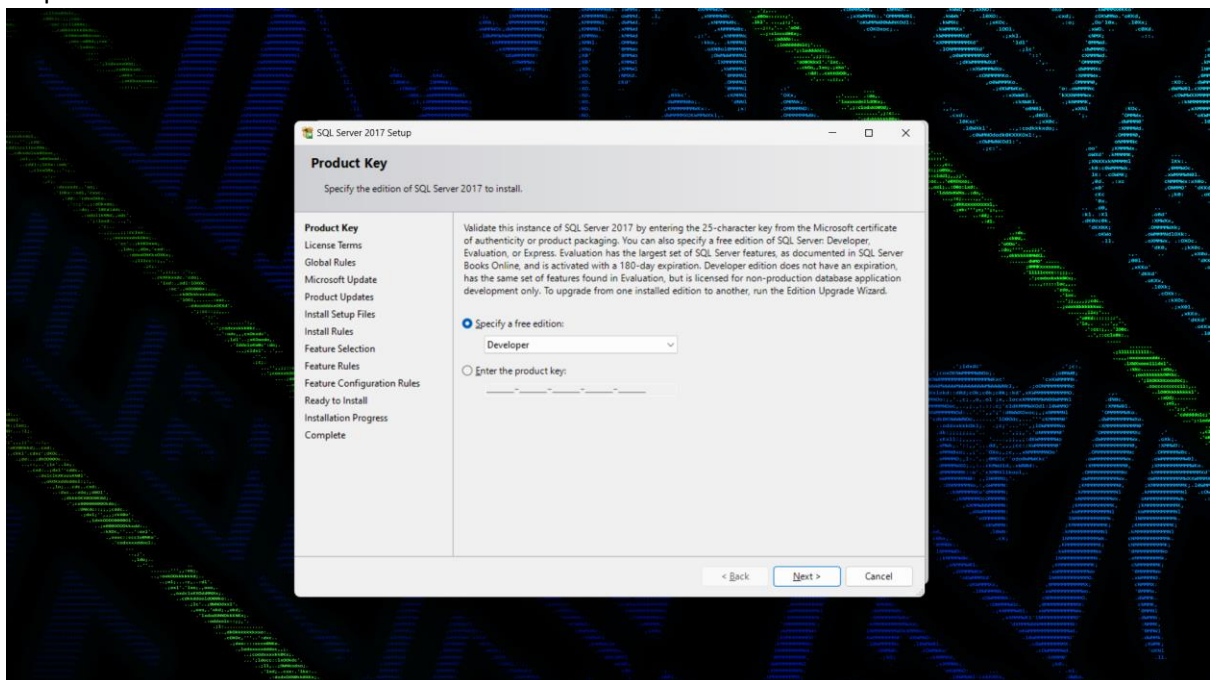 SQL Server 2017 Setup
Product Key
Specify the edition of SQL Server 2017 to install.
Product Key
License Terms
Global Rules
Microsoft Update
Product Updates
Install Setup Files
Install Rules
Feature Selection
Feature Rules
Feature Configuration Rules
Ready to Install
Installation Progress
Complete
Validate this instance of SQL Server 2017 by entering the 25-character key from the Microsoft certificate
of authenticity or product packaging. You can also specify a free edition of SQL Server: Developer,
Evaluation, or Express. Evaluation has the largest set of SQL Server features, as documented in SQL Server
Books Online, and is activated with a 180-day expiration. Developer edition does not have an expiration,
has the same set of features found in Evaluation, but is licensed for non-production database application
development only. To upgrade from one installed edition to another, run the Edition Upgrade Wizard.
Specify a free edition:
Developer
Enter the product key:
< Back
Next >
Cancel